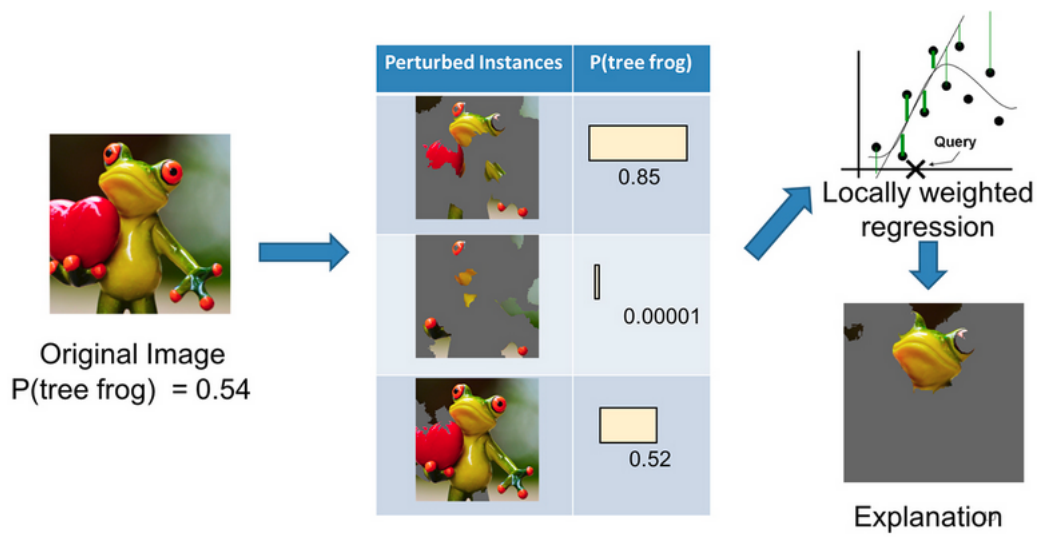 Original Image
P(tree frog) = 0.54
Perturbed Instances
P(tree frog)
0.85
0.00001
0.52
Query
Locally weighted
regression
Explanation